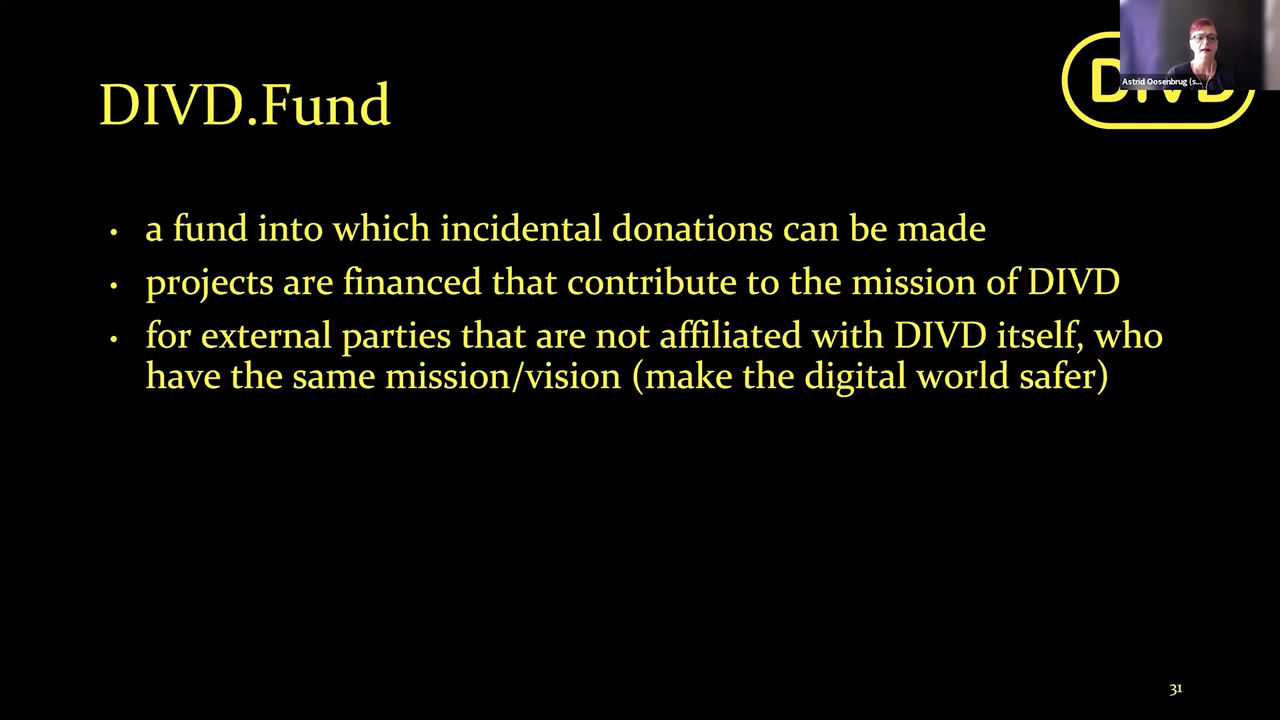 DIVD.Fund
Astrid Oosenbrug (s...
• a fund into which incidental donations can be made
• projects are financed that contribute to the mission of DIVD
• for external parties that are not affiliated with DIVD itself, who
have the same mission/vision (make the digital world safer)
31